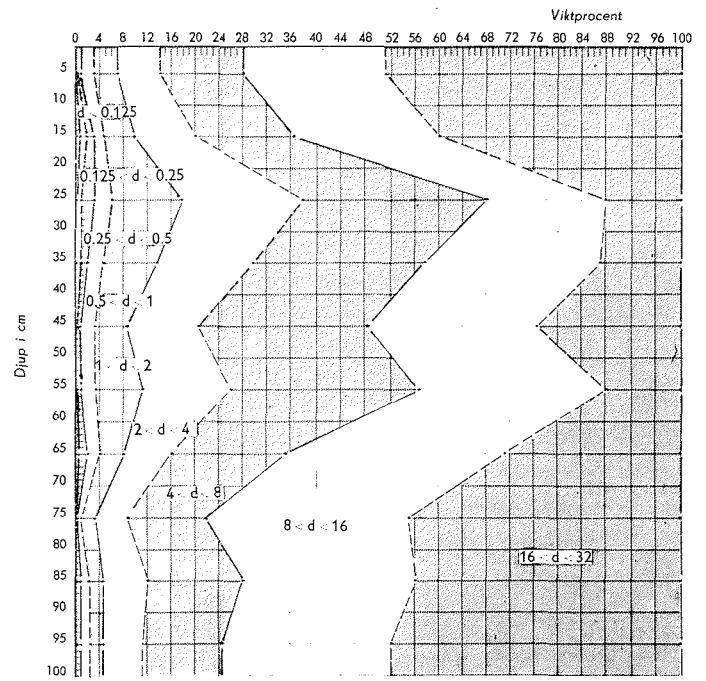 Viktprocent
0 4 8 12 16 20 24 28 32 36 40 44 48 52 56 60 64 68 72 76 80 84 88 92 96 100
5
10
d < 0.125
15
20
0.125 < d < 0.25
25
30
0.25 < d < 0.5
35
40
0.5 < d < 1
45
Djup i cm
50
1 < d < 2
55
60
2 < d < 4
65
70
4 < d < 8
75
8 < d < 16
80
16 < d < 32
85
90
95
100